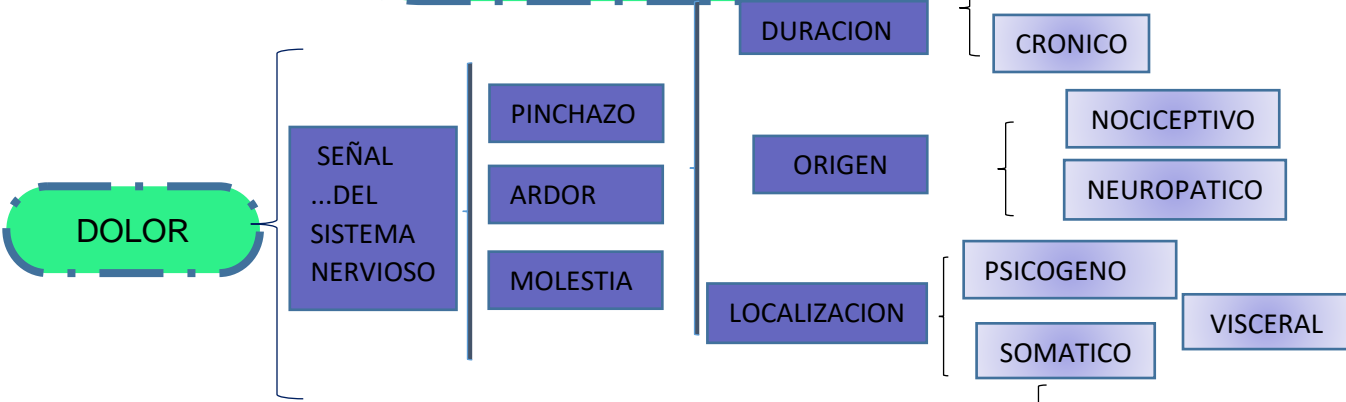 DOLOR
SEÑAL
...DEL
SISTEMA
NERVIOSO
PINCHAZO
ARDOR
MOLESTIA
DURACION
CRONICO
ORIGEN
NOCICEPTIVO
NEUROPATICO
LOCALIZACION
PSICOGENO
SOMATICO
VISCERAL